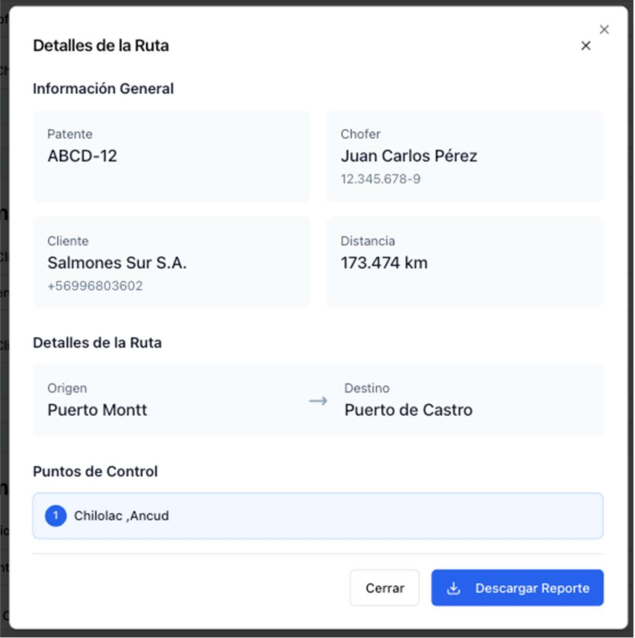 Detalles de la Ruta
Información General
Patente
ABCD-12
Chofer
Juan Carlos Pérez
12.345.678-9
Cliente
Salmones Sur S.A.
+56996803602
Distancia
173.474 km
Detalles de la Ruta
Origen
Puerto Montt
→
Destino
Puerto de Castro
Puntos de Control
1 Chilolac ,Ancud
Cerrar
Descargar Reporte